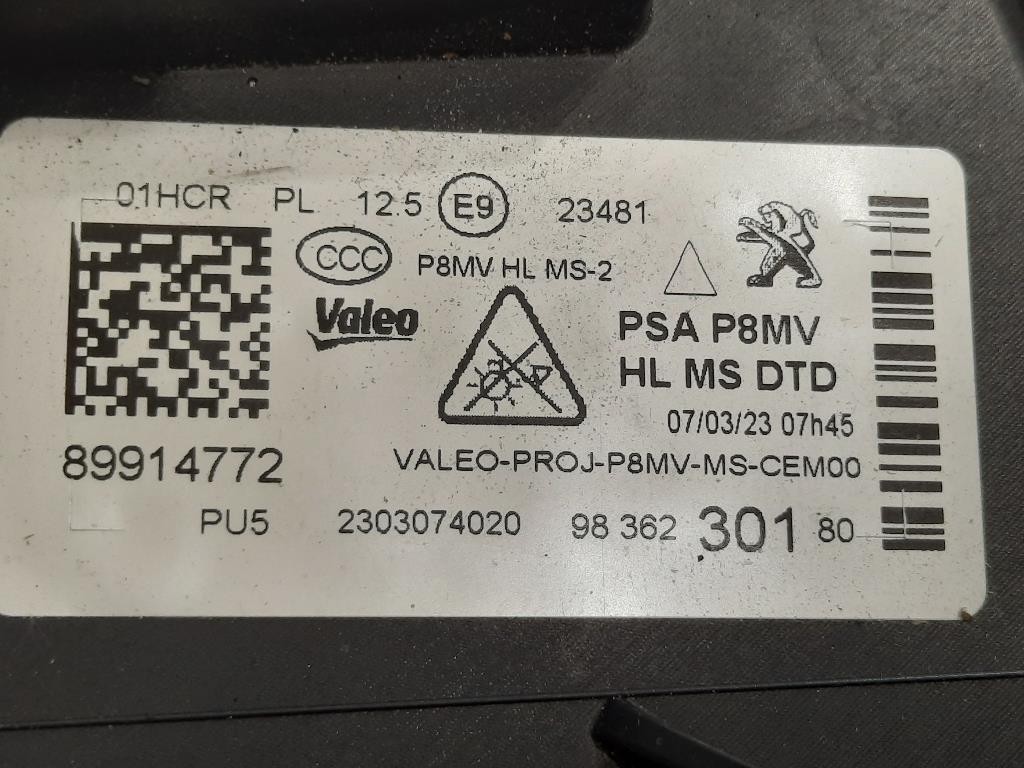 01HCR PL 12.5 E9 23481
CCC P8MV HL MS-2
Valeo
PSA P8MV
HL MS DTD
07/03/23 07h45
89914772 VALEO-PROJ-P8MV-MS-CEM00
PU5 2303074020 98 362 301 80